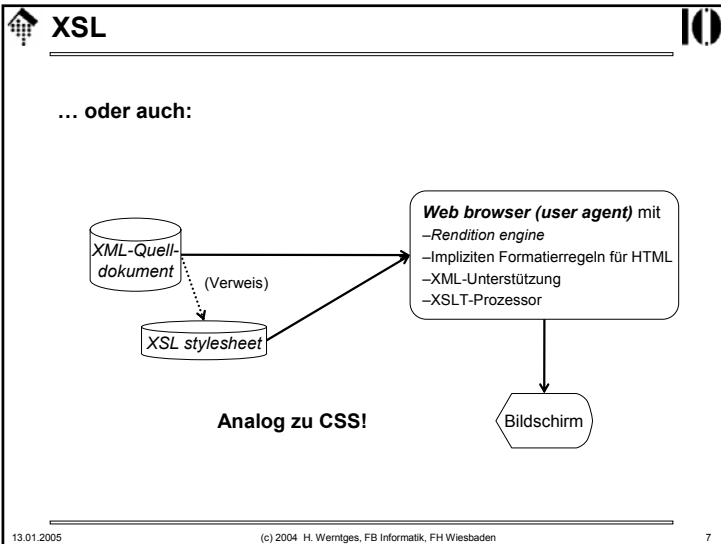 XSL
… oder auch:
XML-Quell-
dokument
(Verweis)
XSL stylesheet
Web browser (user agent) mit
–Rendition engine
–Impliziten Formatierregeln für HTML
–XML-Unterstützung
–XSLT-Prozessor
Analog zu CSS!
Bildschirm
13.01.2005
(c) 2004 H. Werntges, FB Informatik, FH Wiesbaden
7